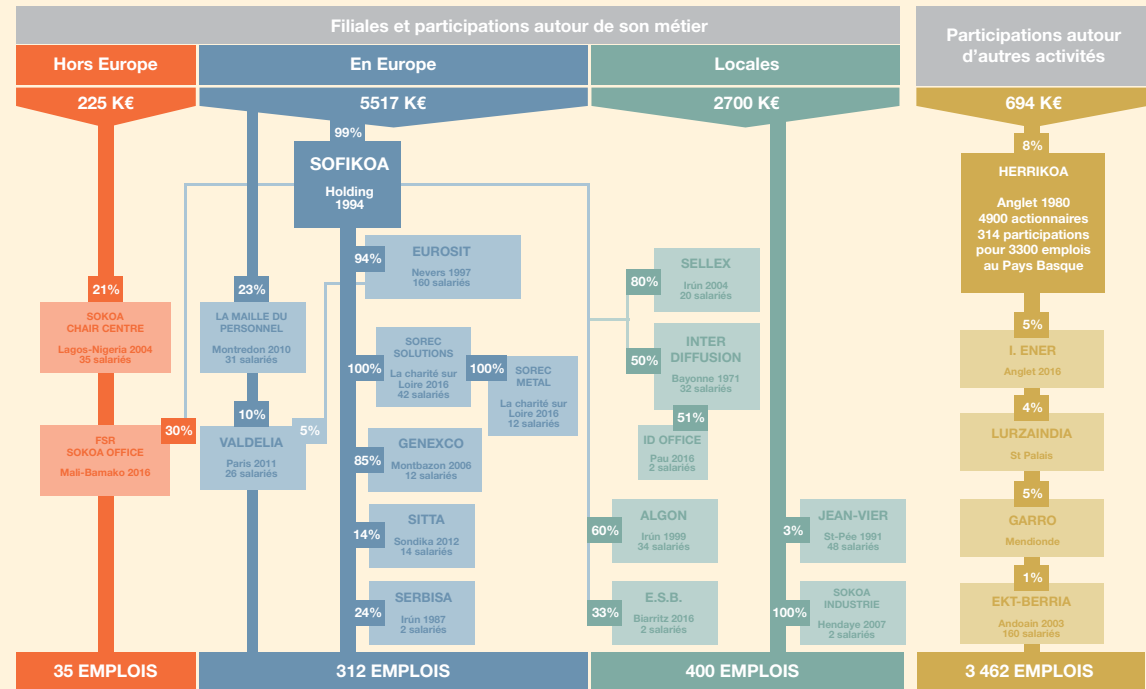 Filiales et participations autour de son métier
Participations autour
d'autres activités
Hors Europe
En Europe
Locales
225 K€
5517 K€
2700 K€
694 K€
21%
SOKOA
CHAIR CENTRE
Lagos-Nigeria 2004
35 salariés
30%
FSR
SOKOA OFFICE
Mali-Bamako 2016
35 EMPLOIS
23%
LA MAILLE DU
PERSONNEL
Montredon 2010
31 salariés
10%
5%
VALDELIA
Paris 2011
26 salariés
99%
SOFIKOA
Holding
1994
94%
EUROSIT
Nevers 1997
160 salariés
100%
SOREC
SOLUTIONS
La charité sur
Loire 2016
42 salariés
100%
SOREC
METAL
La charité sur
Loire 2016
12 salariés
85%
GENEXCO
Montbazon 2006
12 salariés
14%
SITTA
Sondika 2012
14 salariés
24%
SERBISA
Irún 1987
2 salariés
312 EMPLOIS
80%
SELLEX
Irún 2004
20 salariés
50%
INTER
DIFFUSION
Bayonne 1971
32 salariés
51%
ID OFFICE
Pau 2016
2 salariés
60%
ALGON
Irún 1999
34 salariés
33%
E.S.B.
Biarritz 2016
2 salariés
3%
JEAN-VIER
St-Pée 1991
48 salariés
100%
SOKOA
INDUSTRIE
Hendaye 2007
2 salariés
400 EMPLOIS
8%
HERRIKOA
Anglet 1980
4900 actionnaires
314 participations
pour 3300 emplois
au Pays Basque
5%
I. ENER
Anglet 2016
4%
LURZAINDIA
St Palais
5%
GARRO
Mendionde
1%
EKT-BERRIA
Andoain 2003
160 salariés
3 462 EMPLOIS